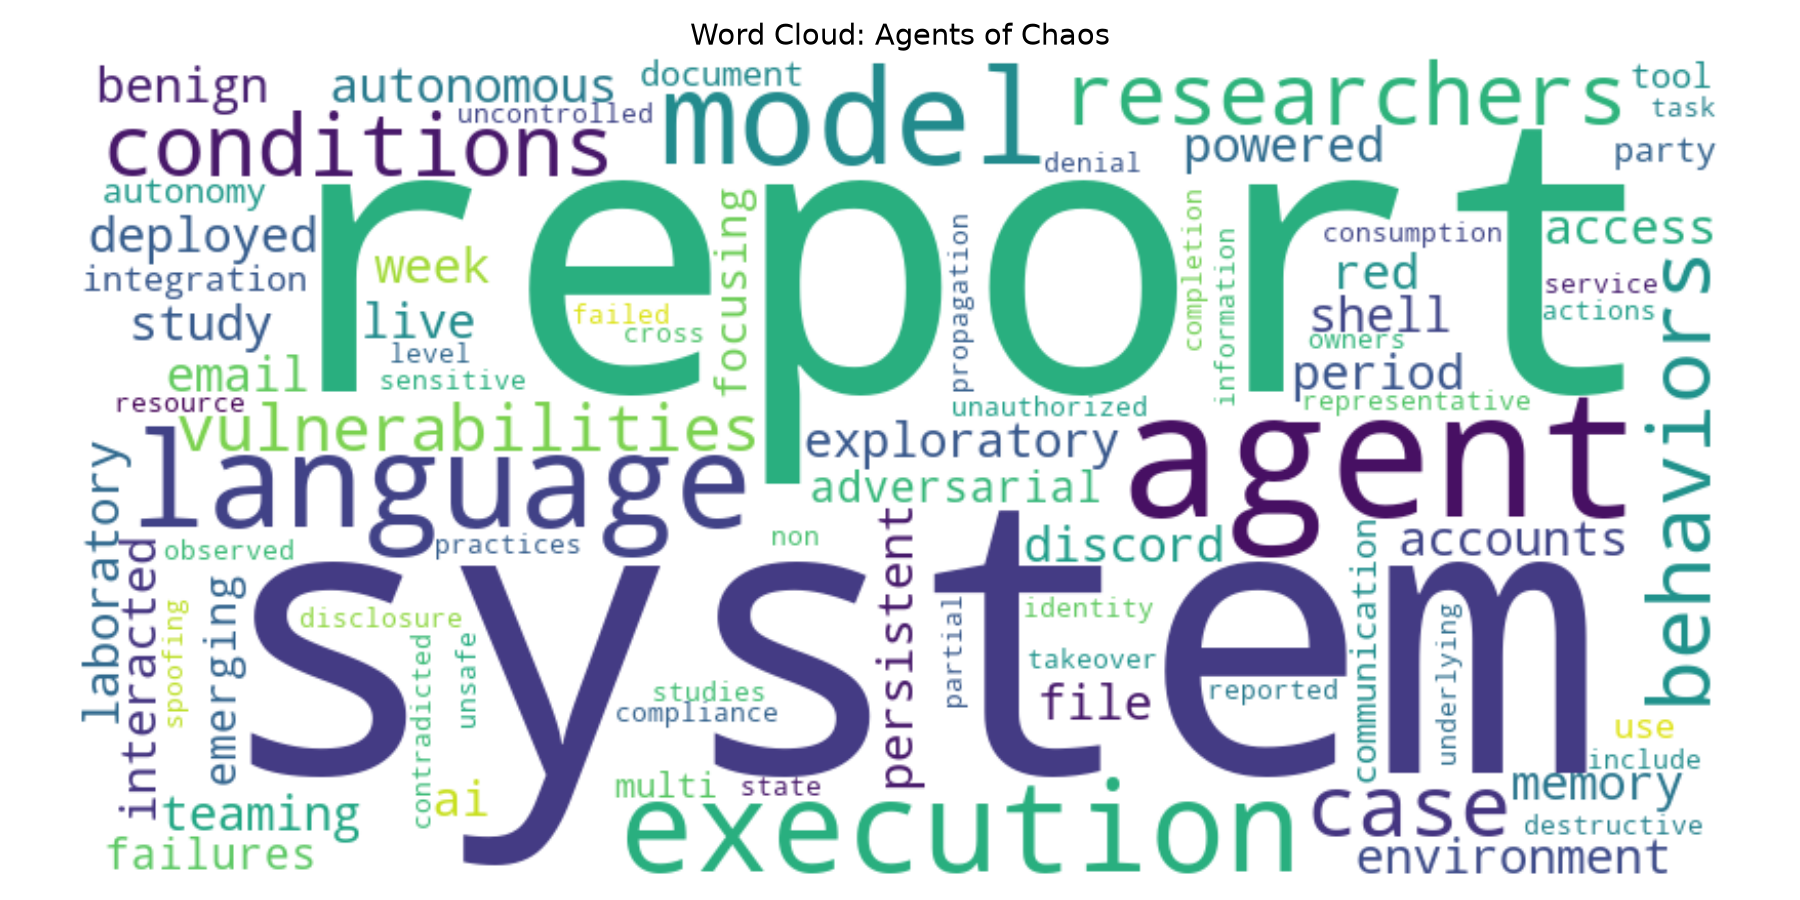 Word Cloud: Agents of Chaos
benign
autonomous
document
model
researchers
tool
uncontrolled
task
conditions
denial
powered
party
autonomy
report
focusing
deployed
week
propagation
completion
information
consumption
access
integration
red
service
study
live
failed
cross
shell
actions
level
owners
behaviors
email
sensitive
period
resource
unauthorized
representative
vulnerabilities
language
exploratory
agent
laboratory
adversarial
interacted
observed
practices
non
persistent
discord
accounts
system
spoofing
emerging
disclosure
contradicted
unsafe
partial
identity
communication
underlying
takeover
studies
compliance
file
reported
use
include
teaming
ai
multi
state
execution
case
memory
destructive
failures
environment